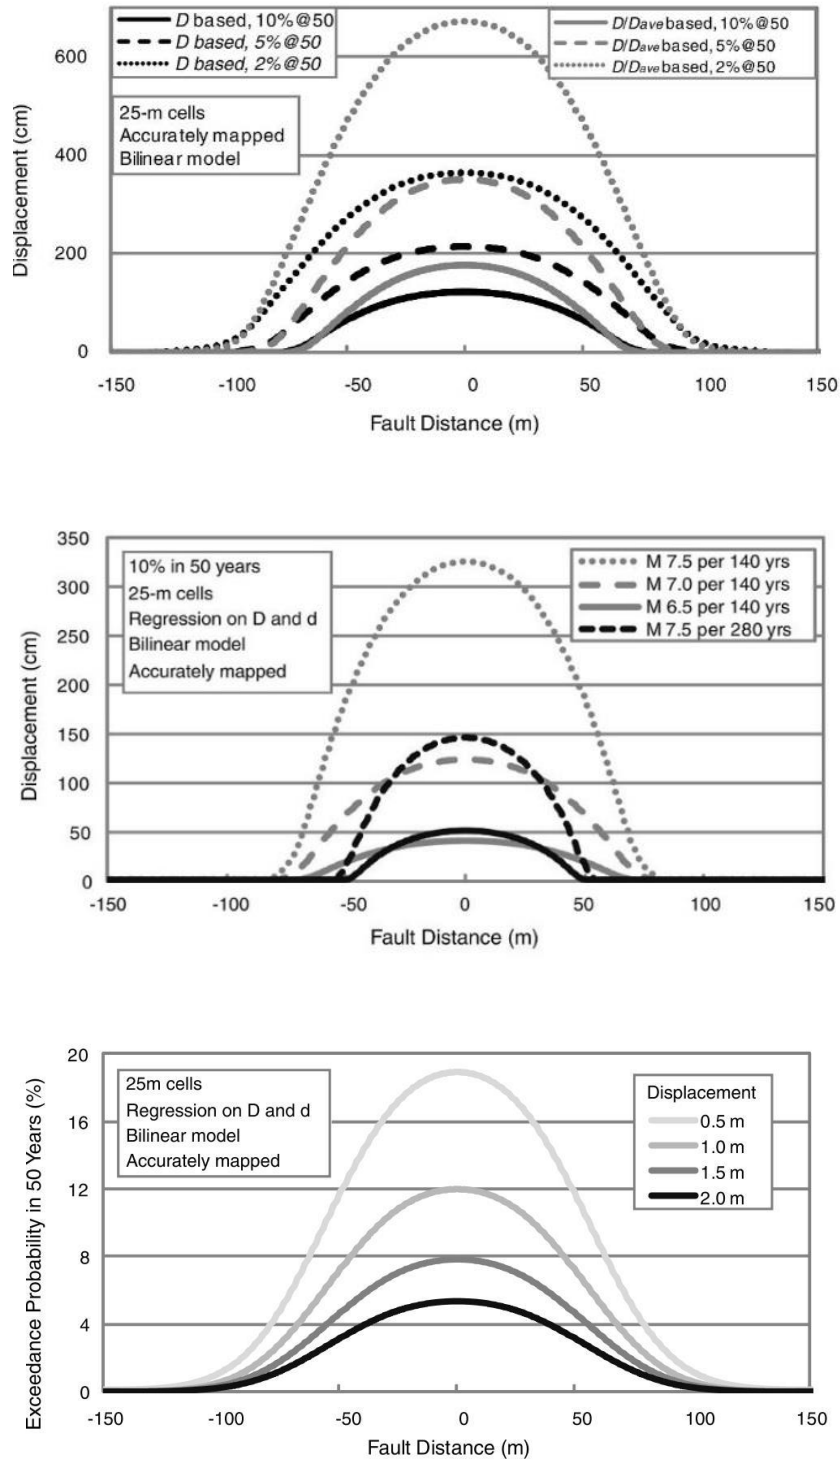 D based, 10%@50
D based, 5%@50
D based, 2%@50
D/Dave based, 10%@50
D/Dave based, 5%@50
D/Dave based, 2%@50
25-m cells
Accurately mapped
Bilinear model
Displacement (cm)
600
400
200
0
-150 -100 -50 0 50 100 150
Fault Distance (m)
10% in 50 years
25-m cells
Regression on D and d
Bilinear model
Accurately mapped
M 7.5 per 140 yrs
M 7.0 per 140 yrs
M 6.5 per 140 yrs
M 7.5 per 280 yrs
Displacement (cm)
350
300
250
200
150
100
50
0
-150 -100 -50 0 50 100 150
Fault Distance (m)
25m cells
Regression on D and d
Bilinear model
Accurately mapped
Displacement
0.5 m
1.0 m
1.5 m
2.0 m
Exceedance Probability in 50 Years (%)
20
16
12
8
4
0
-150 -100 -50 0 50 100 150
Fault Distance (m)